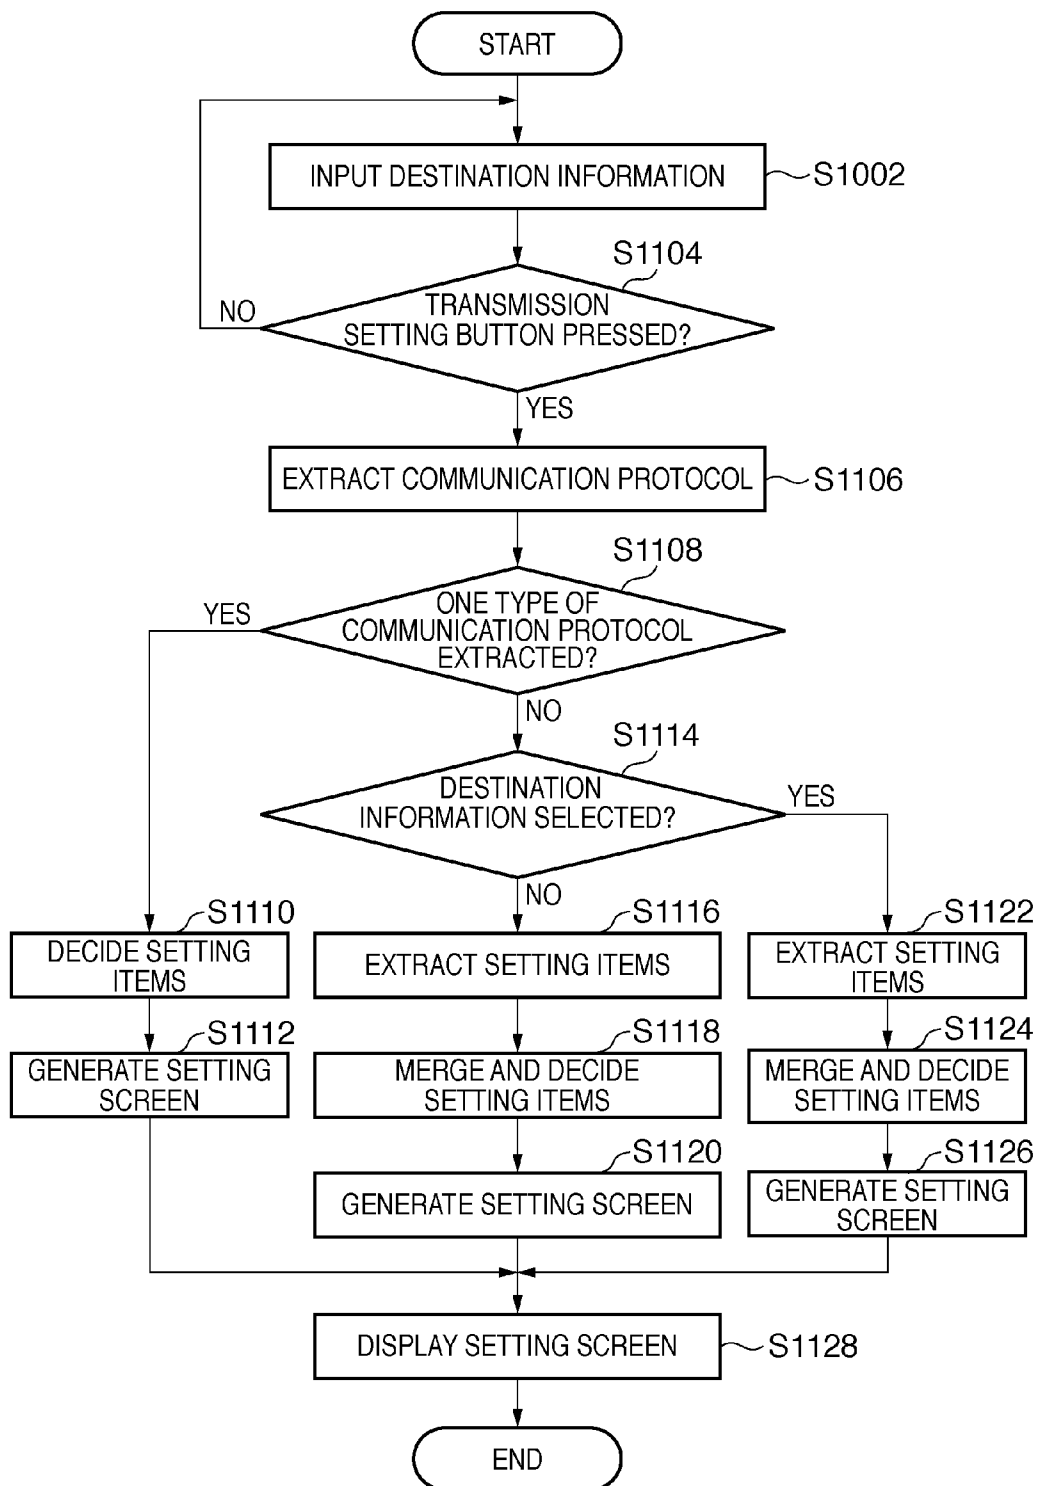 START
INPUT DESTINATION INFORMATION
S1002
S1104
TRANSMISSION
SETTING BUTTON PRESSED?
NO
YES
EXTRACT COMMUNICATION PROTOCOL
S1106
S1108
ONE TYPE OF
COMMUNICATION PROTOCOL
EXTRACTED?
YES
NO
S1114
DESTINATION
INFORMATION SELECTED?
YES
NO
S1110
DECIDE SETTING
ITEMS
S1112
GENERATE SETTING
SCREEN
S1116
EXTRACT SETTING ITEMS
S1118
MERGE AND DECIDE
SETTING ITEMS
S1120
GENERATE SETTING SCREEN
S1122
EXTRACT SETTING
ITEMS
S1124
MERGE AND DECIDE
SETTING ITEMS
S1126
GENERATE SETTING
SCREEN
DISPLAY SETTING SCREEN
S1128
END